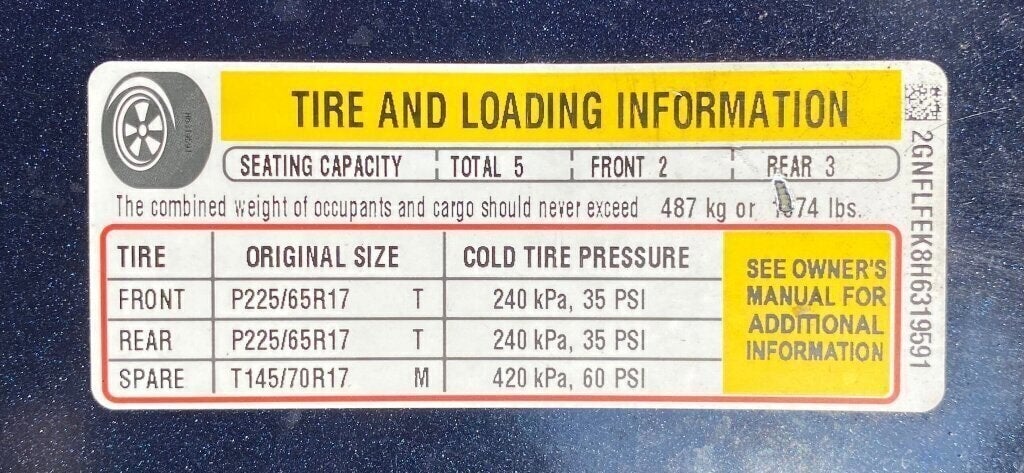 TIRE AND LOADING INFORMATION
SEATING CAPACITY TOTAL 5 FRONT 2 REAR 3
The combined weight of occupants and cargo should never exceed 487 kg or lbs.
TIRE ORIGINAL SIZE COLD TIRE PRESSURE
FRONT P225/65R17 T 240 kPa, 35 PSI
REAR P225/65R17 T 240 kPa, 35 PSI
SPARE T145/70R17 M 420 kPa, 60 PSI
SEE OWNER'S
MANUAL FOR
ADDITIONAL
INFORMATION
2GNFLFEK8H6319591